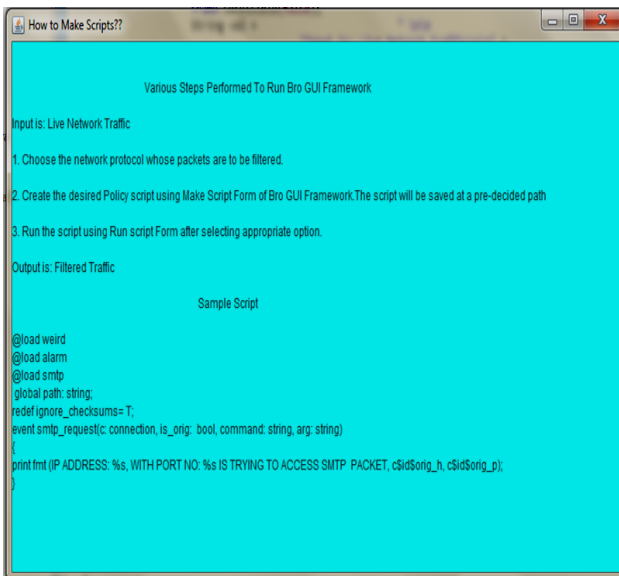 How to Make Scripts??
Various Steps Performed To Run Bro GUI Framework
Input is: Live Network Traffic
1. Choose the network protocol whose packets are to be filtered.
2. Create the desired Policy script using Make Script Form of Bro GUI Framework.The script will be saved at a pre-decided path
3. Run the script using Run script Form after selecting appropriate option.
Output is: Filtered Traffic
Sample Script
@load weird
@load alarm
@load smtp
global path: string;
redef ignore_checksums= T;
event smtp_request(c: connection, is_orig: bool, command: string, arg: string)
{
print fmt (IP ADDRESS: %s, WITH PORT NO: %s IS TRYING TO ACCESS SMTP PACKET, c$id$orig_h, c$id$orig_p);
}